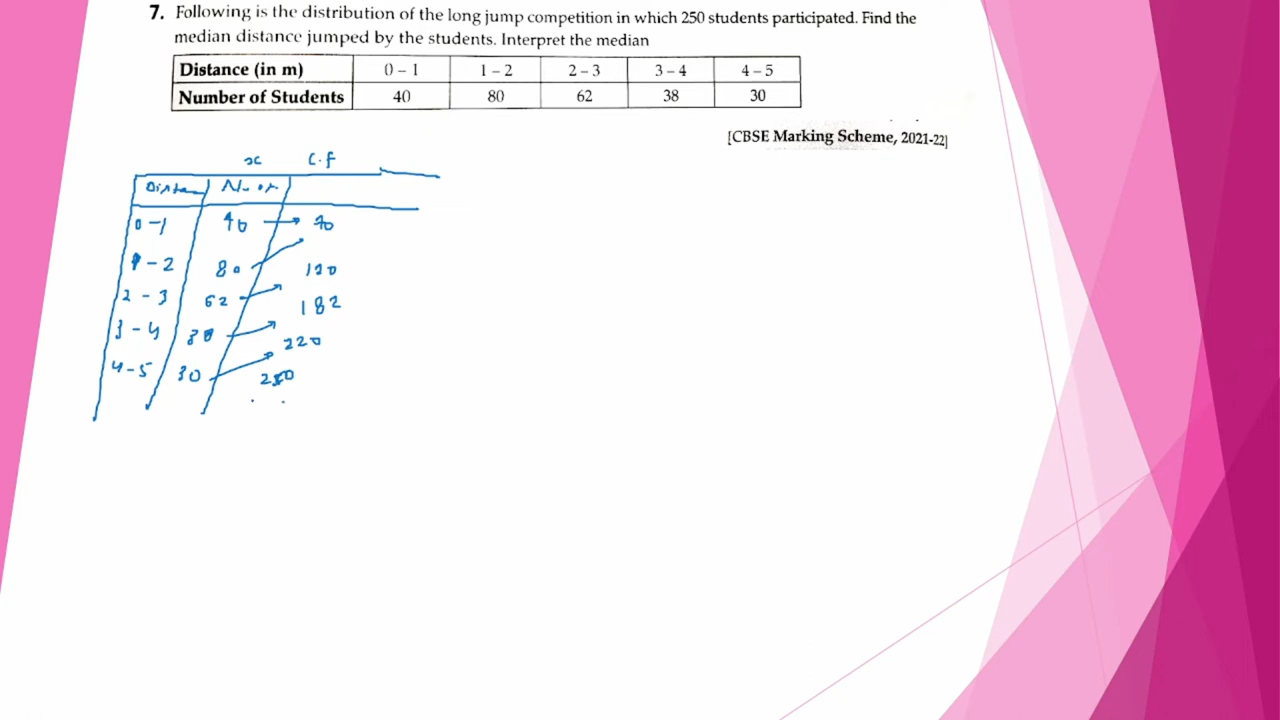 7. Following is the distribution of the long jump competition in which 250 students participated. Find the
median distance jumped by the students. Interpret the median
Distance (in m) 0 – 1 1 – 2 2 – 3 3 – 4 4 – 5
Number of Students 40 80 62 38 30
[CBSE Marking Scheme, 2021-22]
x c.f
0 – 1 40
1 – 2 80 120
2 – 3 62 182
3 – 4 220
4 – 5 30 250